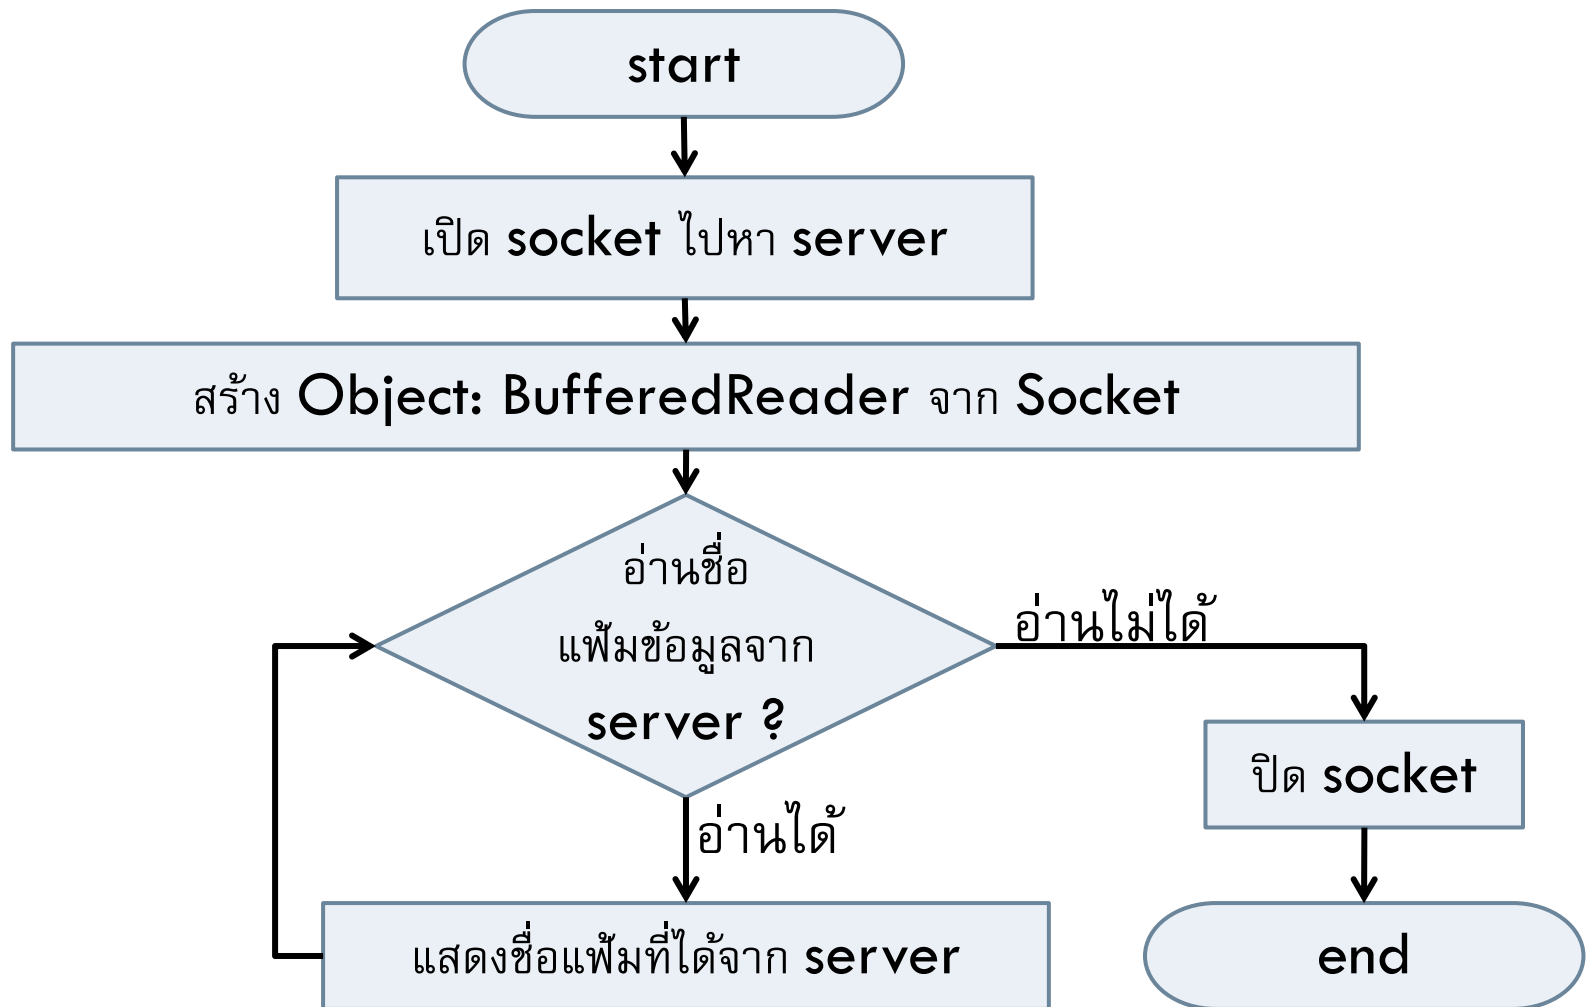 start
เปิด socket ไปหา server
สร้าง Object: BufferedReader จาก Socket
อ่านชื่อ
แฟ้มข้อมูลจาก
server ?
อ่านไม่ได้
ปิด socket
อ่านได้
แสดงชื่อแฟ้มที่ได้จาก server
end